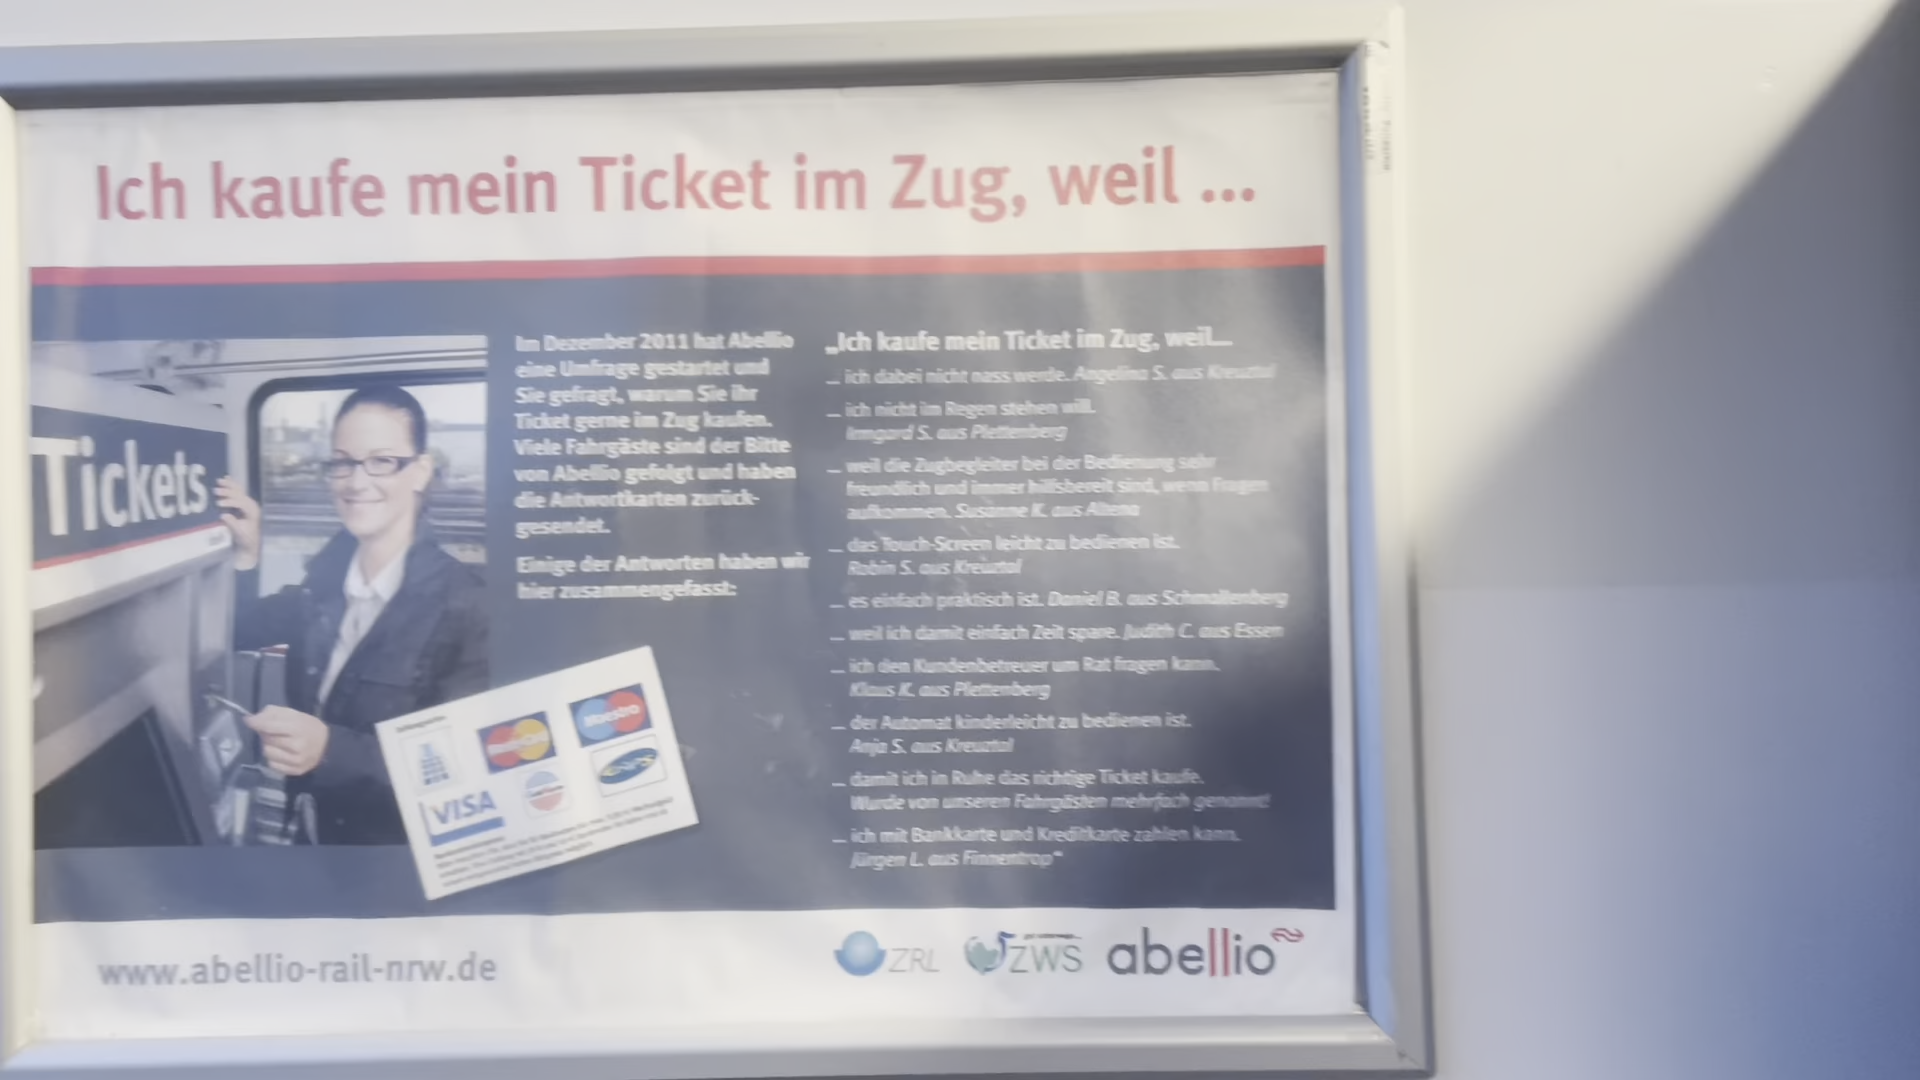 Ich kaufe mein Ticket im Zug, weil ...
Tickets
Im Dezember 2011 hat Abellio
eine Umfrage gestartet und
Sie gefragt, warum Sie ihr
Ticket gerne im Zug kaufen.
Viele Fahrgäste sind der Bitte
von Abellio gefolgt und haben
die Antwortkarten zurück-
gesendet.
Einige der Antworten haben wir
hier zusammengefasst:
MasterCard
Maestro
VISA
„Ich kaufe mein Ticket im Zug, weil...
... ich dabei nicht nass werde. Angelina S. aus Kreuztal
... ich nicht im Regen stehen will.
Irmgard S. aus Plettenberg
... weil die Zugbegleiter bei der Bedienung sehr
freundlich und immer hilfsbereit sind, wenn Fragen
aufkommen. Susanne K. aus Altena
... das Touch-Screen leicht zu bedienen ist.
Robin S. aus Kreuztal
... es einfach praktisch ist. Daniel B. aus Schmallenberg
... weil ich damit einfach Zeit spare. Judith C. aus Essen
... ich den Kundenbetreuer um Rat fragen kann.
Klaus K. aus Plettenberg
... der Automat kinderleicht zu bedienen ist.
Anja S. aus Kreuztal
... damit ich in Ruhe das richtige Ticket kaufe.
Wurde von unseren Fahrgästen mehrfach genannt!
... ich mit Bankkarte und Kreditkarte zahlen kann.
Jürgen L. aus Finnentrop"
www.abellio-rail-nrw.de
ZRL
ZWS
abellio